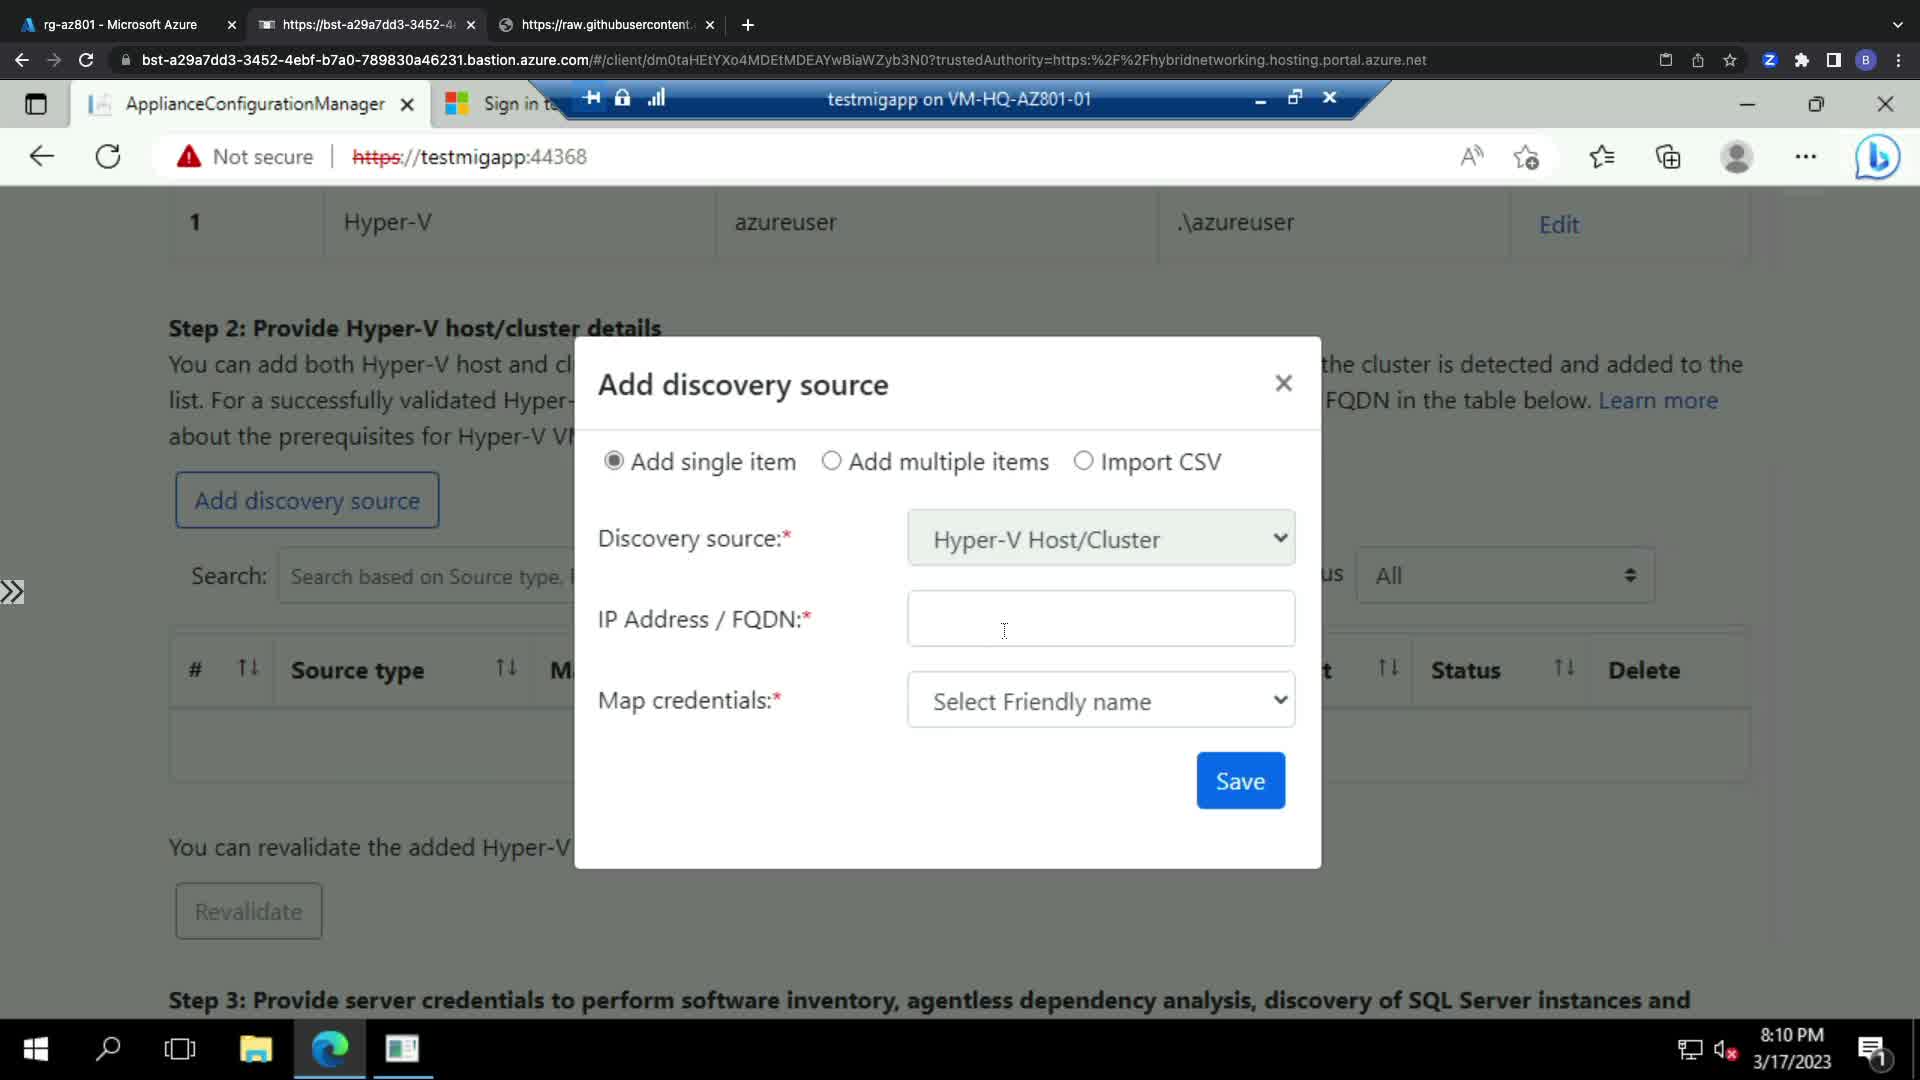 rg-az801 - Microsoft Azure
https://bst-a29a7dd3-3452-4
https://raw.githubusercontent.
bst-a29a7dd3-3452-4ebf-b7a0-789830a46231.bastion.azure.com/#/client/dm0taHEtYXo4MDEtMDEAYwBiaWZyb3N0?trustedAuthority=https:%2F%2Fhybridnetworking.hosting.portal.azure.net
Z
B
ApplianceConfigurationManager
Sign in to
testmigapp on VM-HQ-AZ801-01
Not secure
https://testmigapp:44368
1 Hyper-V azureuser .\azureuser Edit
Step 2: Provide Hyper-V host/cluster details
You can add both Hyper-V host and cl
the cluster is detected and added to the
list. For a successfully validated Hyper-
FQDN in the table below. Learn more
about the prerequisites for Hyper-V VM
Add discovery source
Search: Search based on Source type,
us All
# Source type
Status Delete
You can revalidate the added Hyper-V
Revalidate
Step 3: Provide server credentials to perform software inventory, agentless dependency analysis, discovery of SQL Server instances and
Add discovery source
Add single item Add multiple items Import CSV
Discovery source:* Hyper-V Host/Cluster
IP Address / FQDN:*
Map credentials:* Select Friendly name
Save
8:10 PM
3/17/2023
1